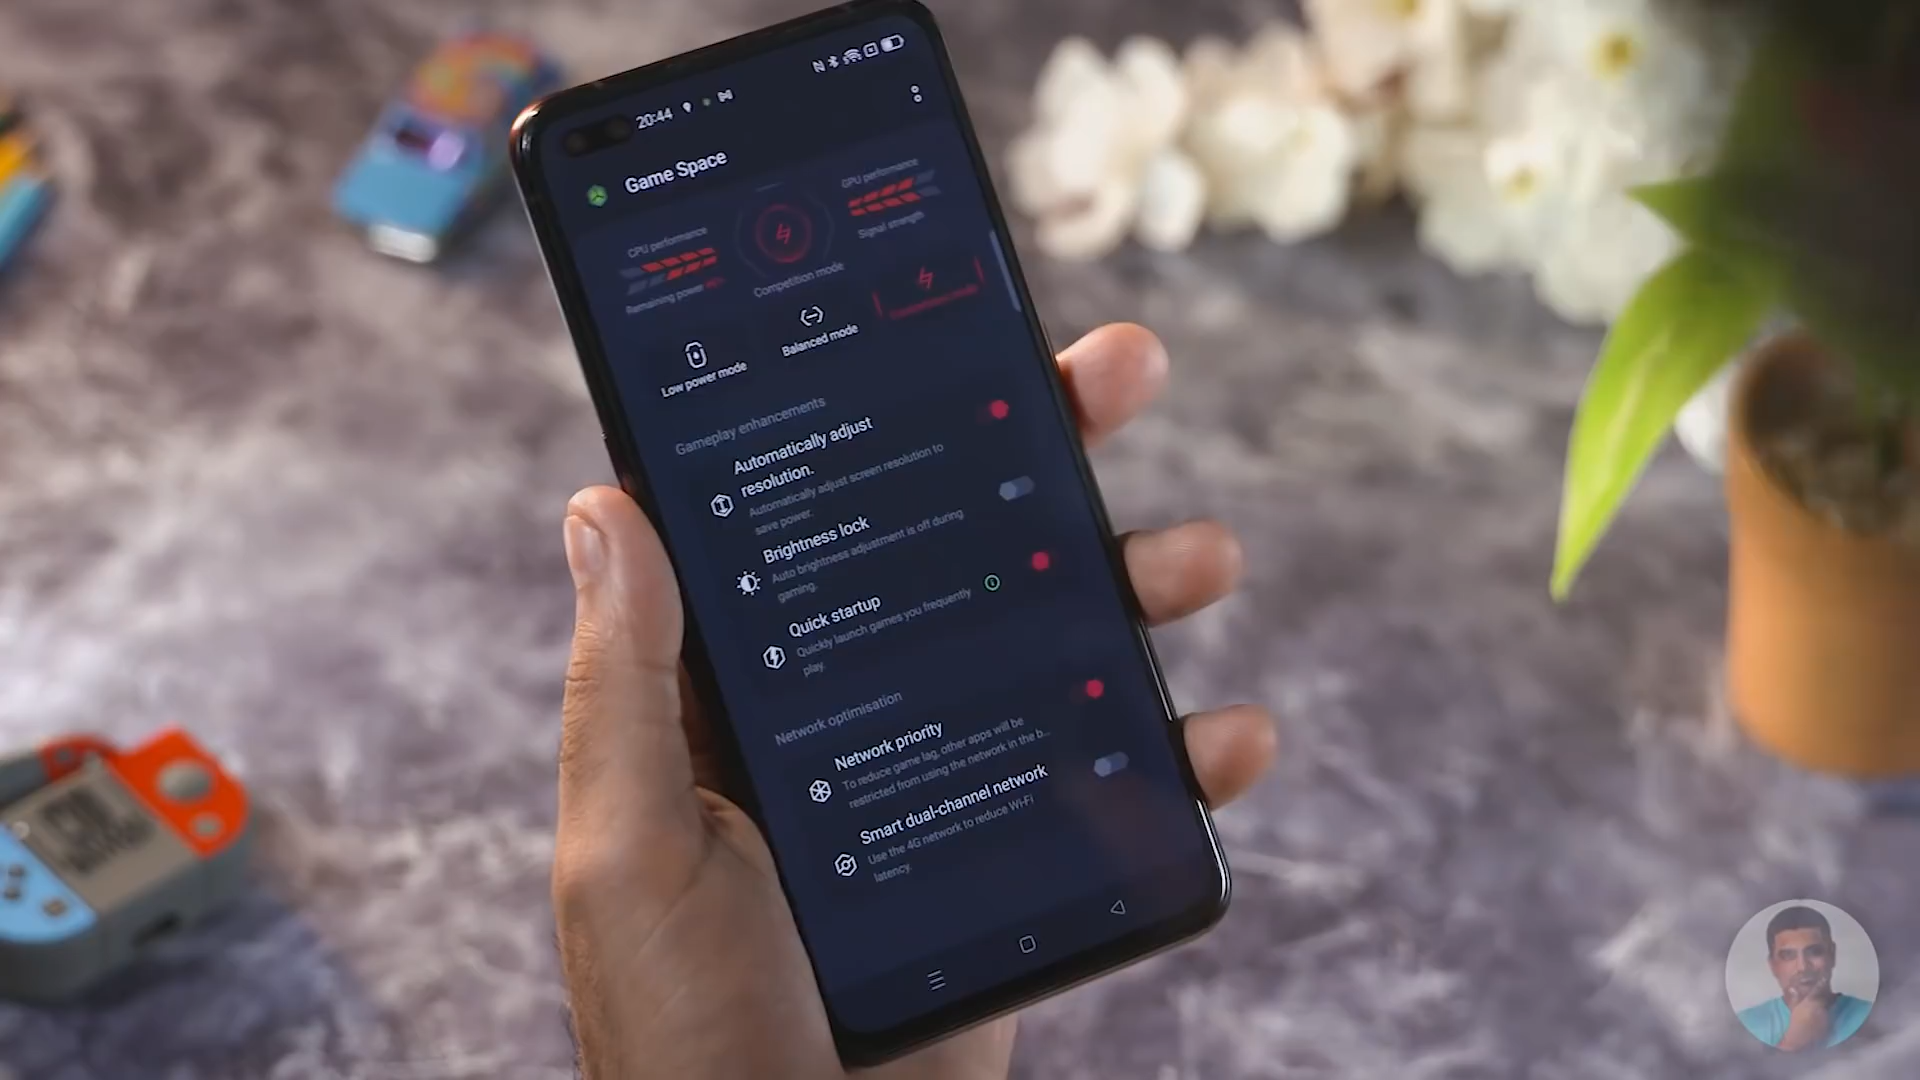 20:44
Game Space
CPU performance
GPU performance
Remaining power
Competition mode
Signal strength
Low power mode
Balanced mode
Competition mode
Gameplay enhancements
Automatically adjust
resolution.
Automatically adjust screen resolution to
save power.
Brightness lock
Auto brightness adjustment is off during
gaming.
Quick startup
Quickly launch games you frequently
play.
Network optimisation
Network priority
To reduce game lag, other apps will be
restricted from using the network in the b...
Smart dual-channel network
Use the 4G network to reduce Wi-Fi
latency.